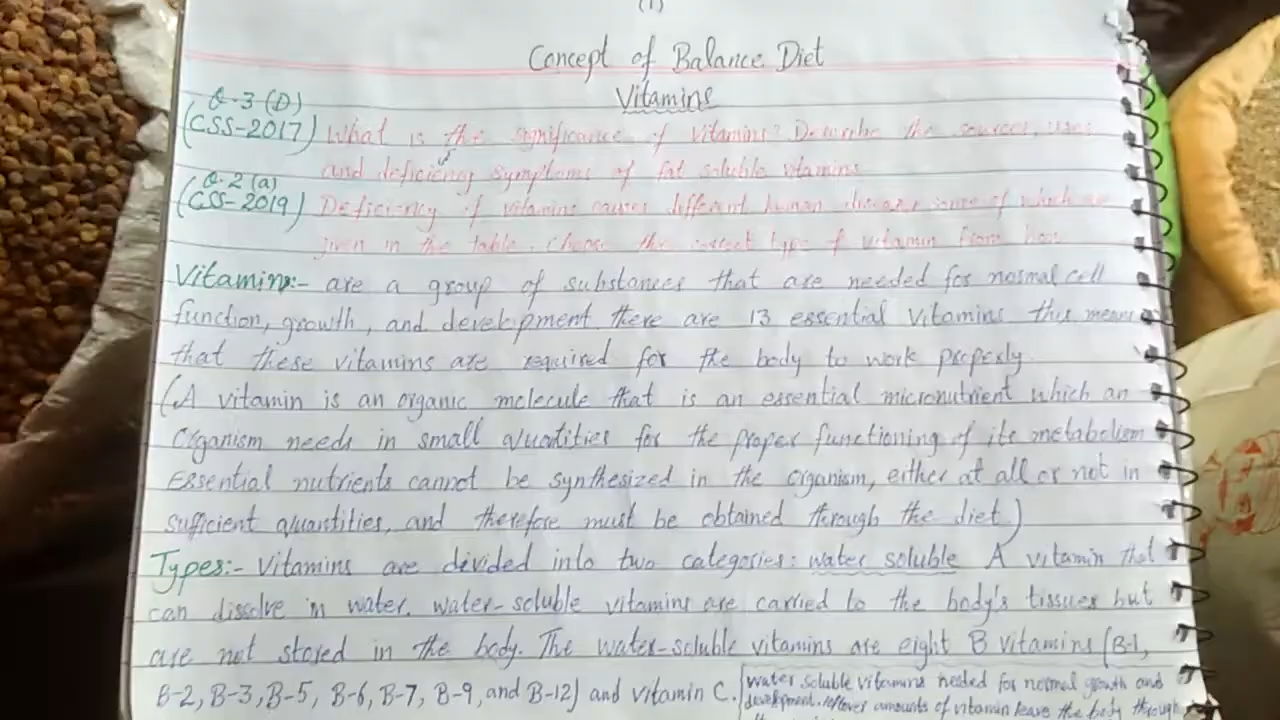 (1)
Concept of Balance Diet
Vitamins
Q-3-(D)
(CSS-2017) What is the significance of vitamins? Describe the sources, uses
and deficiency symptoms of fat soluble vitamins
Q-2 (a)
(CSS-2019) Deficiency of vitamins causes different human diseases some of which are
given in the table. Choose the correct type of vitamin from
Vitamins:- are a group of substances that are needed for normal cell
function, growth, and development there are 13 essential vitamins this means
that these vitamins are required for the body to work properly
(A vitamin is an organic molecule that is an essential micronutrient which an
Organism needs in small quantities for the proper functioning of its metabolism
Essential nutrients cannot be synthesized in the organism, either at all or not in
sufficient quantities, and therefore must be obtained through the diet.)
Types:- Vitamins are divided into two categories: water soluble A vitamin that
can dissolve in water. water-soluble vitamins are carried to the body's tissues but
are not stored in the body. The water-soluble vitamins are eight B vitamins (B-1,
B-2, B-3, B-5, B-6, B-7, B-9, and B-12) and vitamin C.
water soluble vitamins needed for normal growth and
development. leftover amounts of vitamin leave the body through